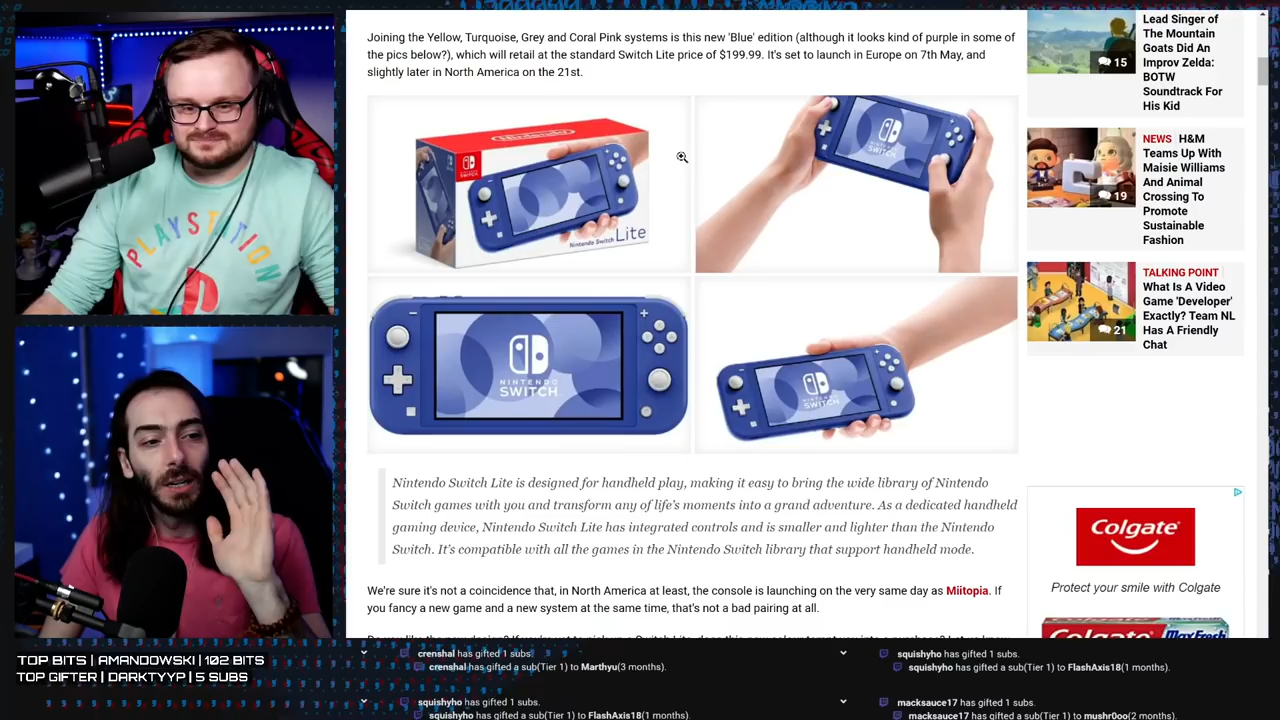 Joining the Yellow, Turquoise, Grey and Coral Pink systems is this new 'Blue' edition (although it looks kind of purple in some of
the pics below?), which will retail at the standard Switch Lite price of $199.99. It's set to launch in Europe on 7th May, and
slightly later in North America on the 21st.
Nintendo
Nintendo Switch Lite
NINTENDO
SWITCH
NINTENDO
SWITCH
NINTENDO
SWITCH
Nintendo Switch Lite is designed for handheld play, making it easy to bring the wide library of Nintendo
Switch games with you and transform any of life's moments into a grand adventure. As a dedicated handheld
gaming device, Nintendo Switch Lite has integrated controls and is smaller and lighter than the Nintendo
Switch. It's compatible with all the games in the Nintendo Switch library that support handheld mode.
We're sure it's not a coincidence that, in North America at least, the console is launching on the very same day as Miitopia. If
you fancy a new game and a new system at the same time, that's not a bad pairing at all.
Lead Singer of
The Mountain
Goats Did An
Improv Zelda:
BOTW
Soundtrack For
His Kid
15
NEWS H&M
Teams Up With
Maisie Williams
And Animal
Crossing To
Promote
Sustainable
Fashion
19
TALKING POINT
What Is A Video
Game 'Developer'
Exactly? Team NL
Has A Friendly
Chat
21
Colgate
Protect your smile with Colgate
Colgate
MaxFresh
PLAYSTATION
TOP BITS | AMANDOWSKI | 102 BITS
TOP GIFTER | DARKTYYP | 5 SUBS
crenshal has gifted 1 subs.
crenshal has gifted a sub(Tier 1) to Marthyu(3 months).
squishyho has gifted 1 subs.
squishyho has gifted a sub(Tier 1) to FlashAxis18(1 months).
squishyho has gifted 1 subs.
squishyho has gifted a sub(Tier 1) to FlashAxis18(1 months).
macksauce17 has gifted 1 subs.
macksauce17 has gifted a sub(Tier 1) to mushr0oo(2 months).